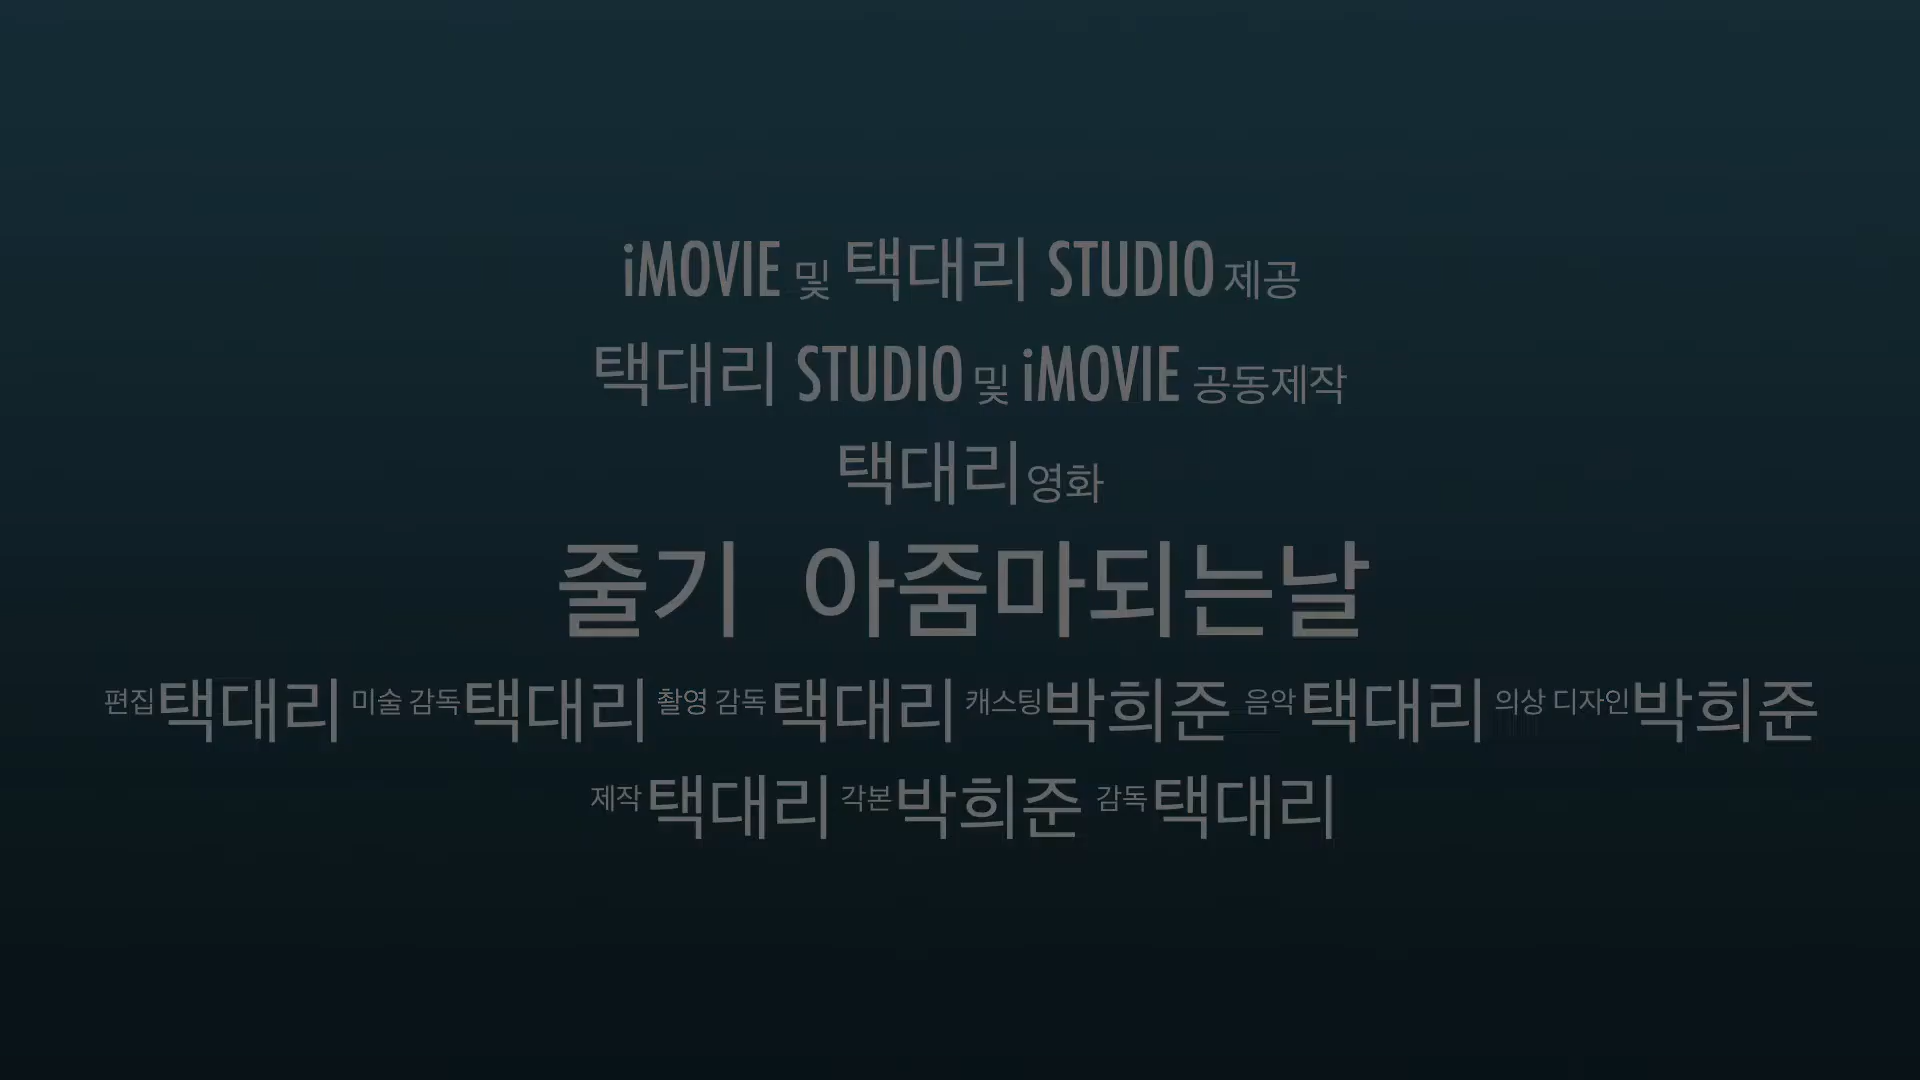 iMOVIE 및 택대리 STUDIO 제공
택대리 STUDIO 및 iMOVIE 공동제작
택대리영화
줄기 아줌마되는날
편집택대리 미술 감독택대리 촬영 감독택대리 캐스팅박희준 음악택대리 의상 디자인박희준
제작택대리 각본박희준 감독택대리